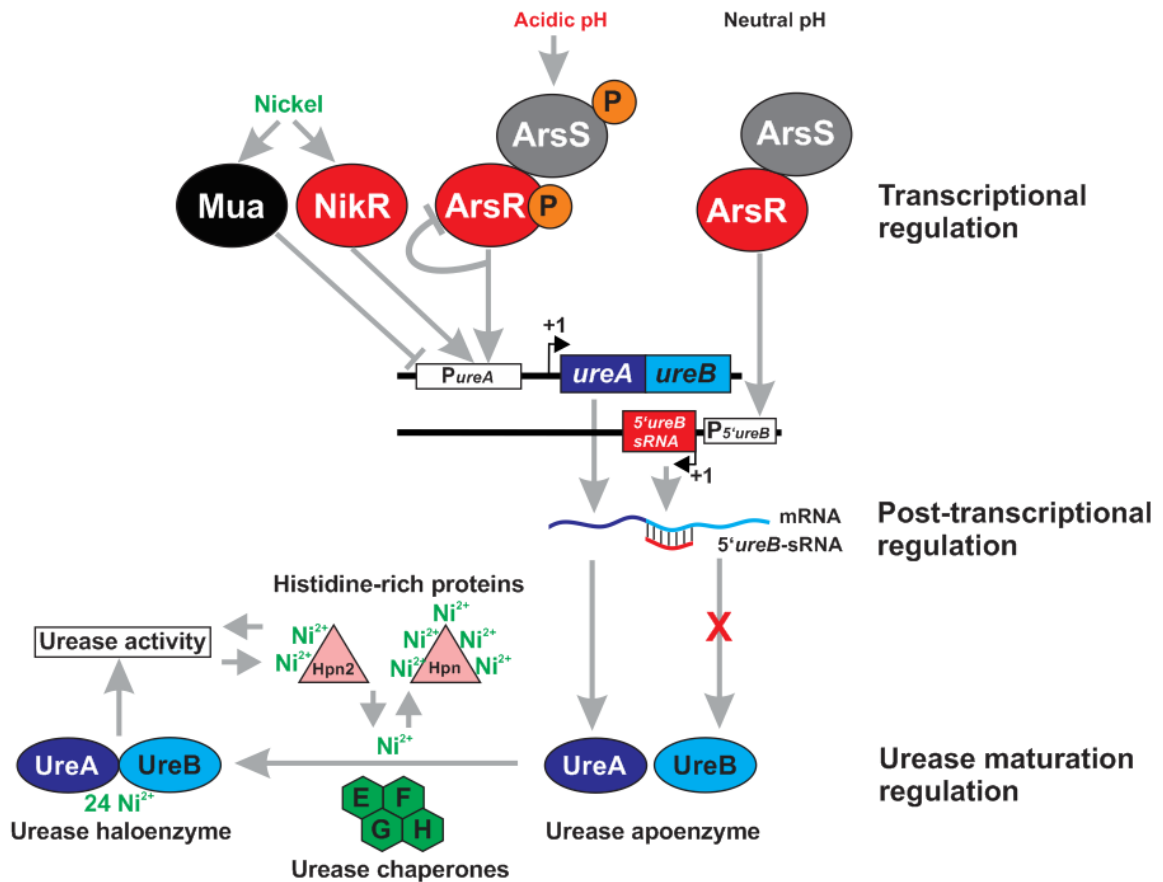 Acidic pH
Neutral pH
Nickel
P
ArsS
ArsS
Mua
NikR
ArsR
P
ArsR
Transcriptional
regulation
+1
PureA
ureA
ureB
5'ureB
sRNA
P5'ureB
+1
mRNA
5'ureB-sRNA
Post-transcriptional
regulation
Histidine-rich proteins
Urease activity
Ni2+
Ni2+
Hpn2
Ni2+
Ni2+
Ni2+
Ni2+
Ni2+
Hpn
X
Ni2+
UreA
UreB
24 Ni2+
Urease haloenzyme
E
F
G
H
Urease chaperones
UreA
UreB
Urease apoenzyme
Urease maturation
regulation